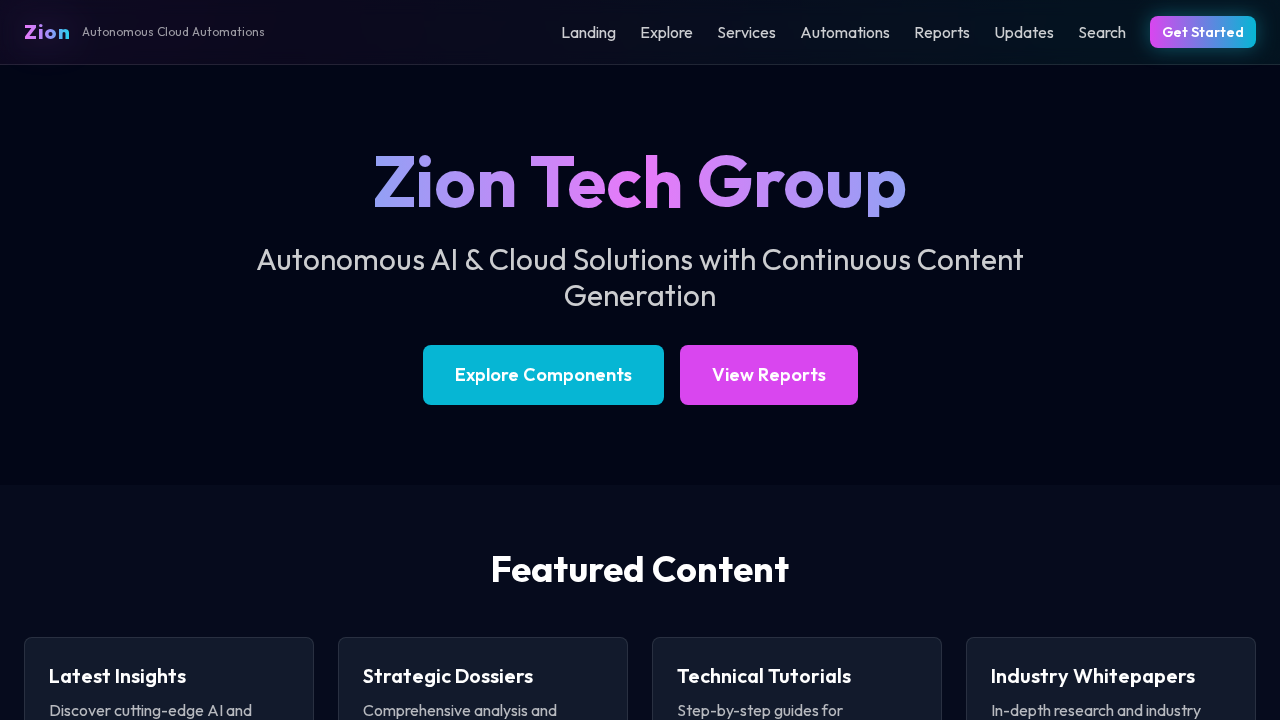 Zion Autonomous Cloud Automations Landing Explore Services Automations Reports Updates Search Get Started
Zion Tech Group
Autonomous AI & Cloud Solutions with Continuous Content
Generation
Explore Components View Reports
Featured Content
Latest Insights Strategic Dossiers Technical Tutorials Industry Whitepapers
Discover cutting-edge AI and Comprehensive analysis and Step-by-step guides for In-depth research and industry